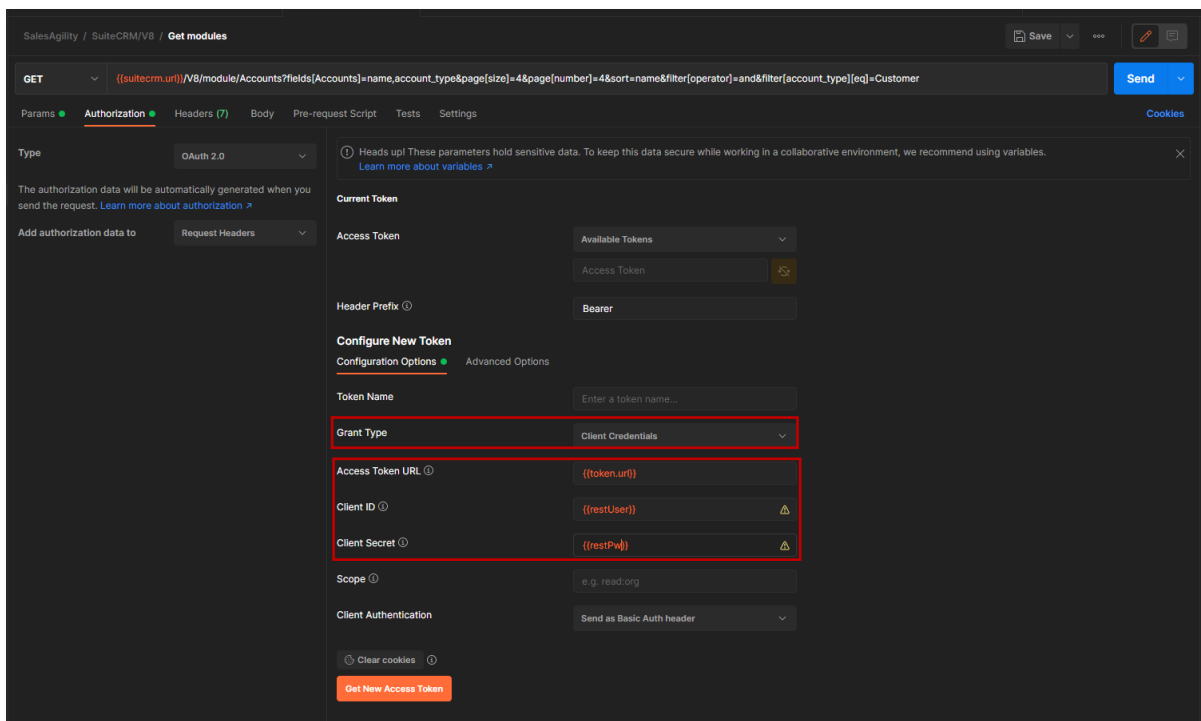 SalesAgility / SuiteCRM/V8 / Get modules
Save
GET
{{suitecrm.url}}/V8/module/Accounts?fields[Accounts]=name,account_type&page[size]=4&page[number]=4&sort=name&filter[operator]=and&filter[account_type][eq]=Customer
Send
Params Authorization Headers (7) Body Pre-request Script Tests Settings
Cookies
Type
OAuth 2.0
The authorization data will be automatically generated when you
send the request. Learn more about authorization ↗
Add authorization data to
Request Headers
Heads up! These parameters hold sensitive data. To keep this data secure while working in a collaborative environment, we recommend using variables.
Learn more about variables ↗
Current Token
Access Token
Available Tokens
Access Token
Header Prefix
Bearer
Configure New Token
Configuration Options Advanced Options
Token Name
Enter a token name...
Grant Type
Client Credentials
Access Token URL
{{token.url}}
Client ID
{{restUser}}
Client Secret
{{restPw}}
Scope
e.g. read:org
Client Authentication
Send as Basic Auth header
Clear cookies
Get New Access Token